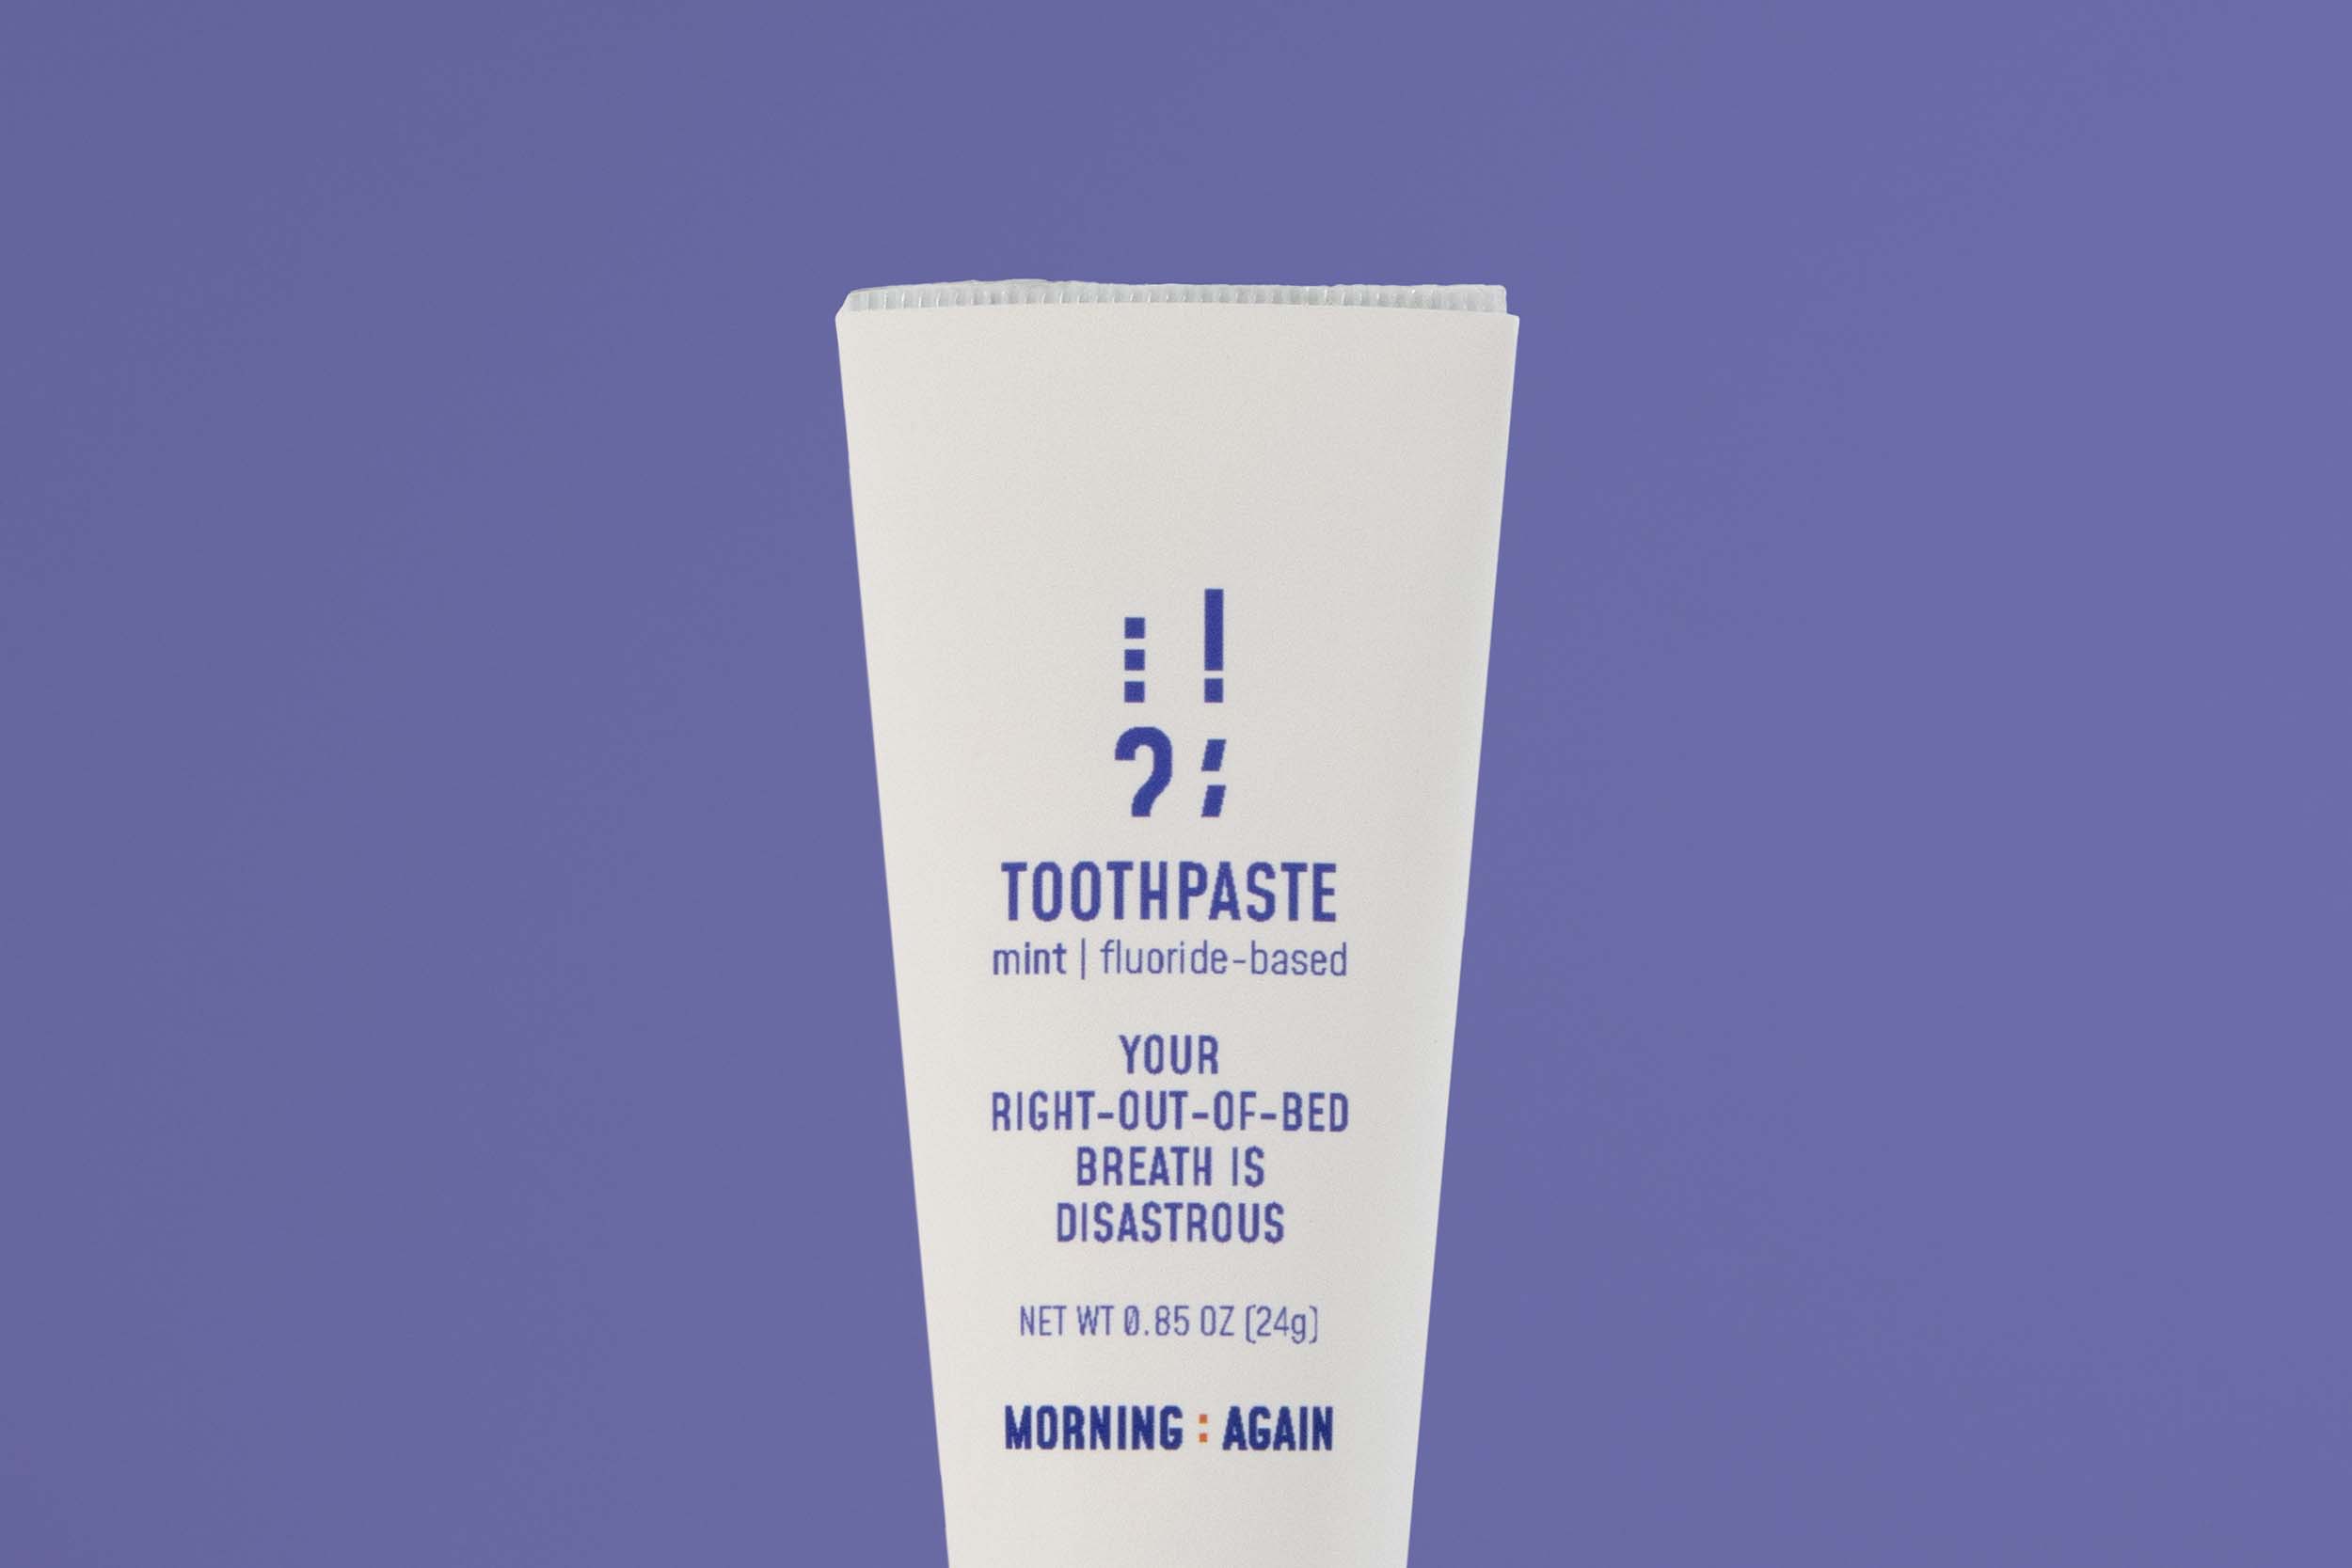 ⋮ !
? ;
TOOTHPASTE
mint | fluoride-based
YOUR
RIGHT-OUT-OF-BED
BREATH IS
DISASTROUS
NET WT 0.85 OZ (24g)
MORNING : AGAIN